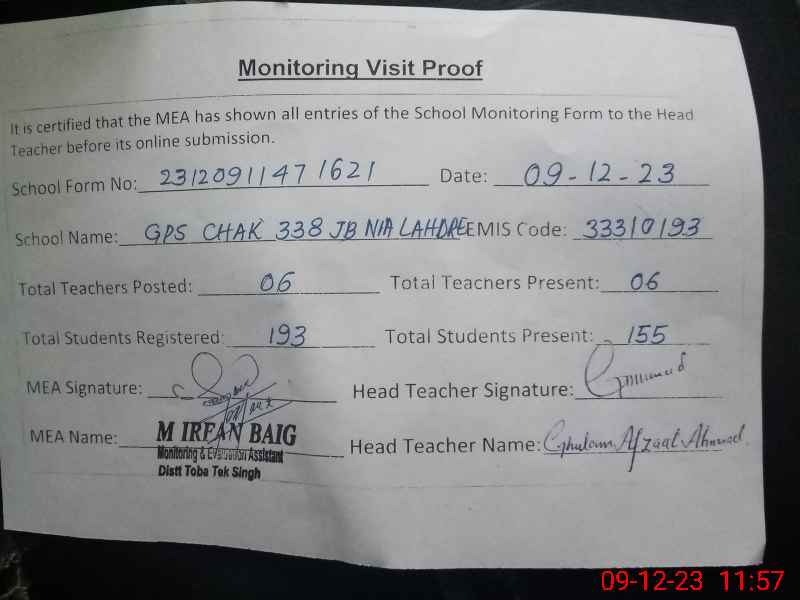 Monitoring Visit Proof
It is certified that the MEA has shown all entries of the School Monitoring Form to the Head
Teacher before its online submission.
School Form No: 23120911471621 Date: 09-12-23
School Name: GPS CHAK 338 JB NIA LAHORE EMIS Code: 33310193
Total Teachers Posted: 06 Total Teachers Present: 06
Total Students Registered: 193 Total Students Present: 155
MEA Signature: Head Teacher Signature:
MEA Name: M IRFAN BAIG Head Teacher Name: Ghulam Afzaal Ahmad
Monitoring & Evaluation Assistant
Distt Toba Tek Singh
09-12-23 11:57